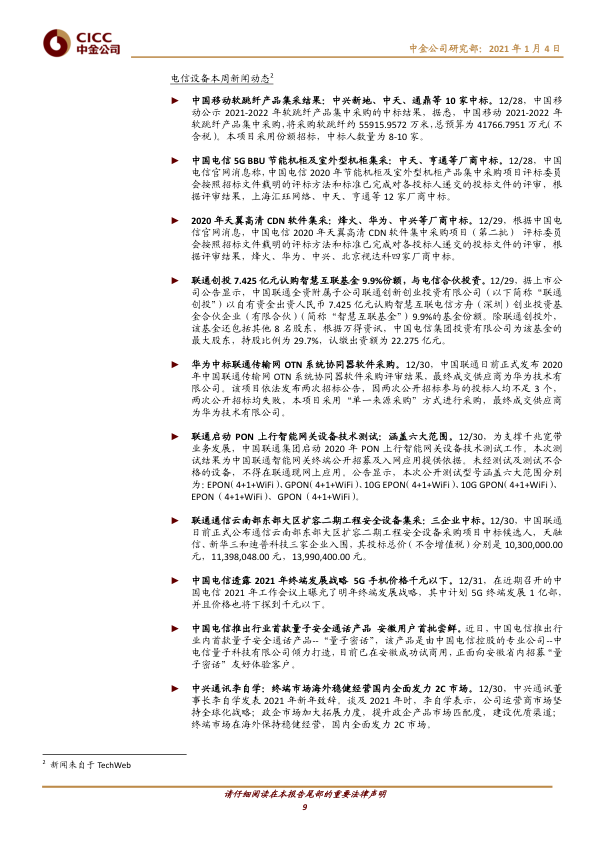 CICC
中金公司
中金公司研究部：2021 年 1 月 4 日
电信设备本周新闻动态2
► 中国移动软跳纤产品集采结果：中兴新地、中天、通鼎等 10 家中标。12/28，中国移
动公示 2021-2022 年软跳纤产品集中采购的中标结果，据悉，中国移动 2021-2022 年
软跳纤产品集中采购，将采购软跳纤约 55915.9572 万米，总预算为 41766.7951 万元(不
含税)。本项目采用份额招标，中标人数量为 8-10 家。
► 中国电信 5G BBU 节能机柜及室外型机柜集采：中天、亨通等厂商中标。12/28，中国
电信官网消息称，中国电信 2020 年节能机柜及室外型机柜产品集中采购项目评标委员
会按照招标文件载明的评标方法和标准已完成对各投标人递交的投标文件的评审，根
据评审结果，上海汇珏网络、中天、亨通等 12 家厂商中标。
► 2020 年天翼高清 CDN 软件集采：烽火、华为、中兴等厂商中标。12/29，根据中国电
信官网消息，中国电信 2020 年天翼高清 CDN 软件集中采购项目（第二批） 评标委员
会按照招标文件载明的评标方法和标准已完成对各投标人递交的投标文件的评审，根
据评审结果，烽火、华为、中兴、北京视达科四家厂商中标。
► 联通创投 7.425 亿元认购智慧互联基金 9.9%份额，与电信合伙投资。12/29，据上市公
司公告显示，中国联通全资附属子公司联通创新创业投资有限公司（以下简称“联通
创投”）以自有资金出资人民币 7.425 亿元认购智慧互联电信方舟（深圳）创业投资基
金合伙企业（有限合伙）(简称“智慧互联基金”）9.9%的基金份额。除联通创投外，
该基金还包括其他 8 名股东，根据万得资讯，中国电信集团投资有限公司为该基金的
最大股东，持股比例为 29.7%，认缴出资额为 22.275 亿元。
► 华为中标联通传输网 OTN 系统协同器软件采购。12/30，中国联通日前正式发布 2020
年中国联通传输网 OTN 系统协同器软件采购评审结果，最终成交供应商为华为技术有
限公司。该项目依法发布两次招标公告，因两次公开招标参与的投标人均不足 3 个，
两次公开招标均失败，本项目采用“单一来源采购”方式进行采购，最终成交供应商
为华为技术有限公司。
► 联通启动 PON 上行智能网关设备技术测试：涵盖六大范围。12/30，为支撑千兆宽带
业务发展，中国联通集团启动 2020 年 PON 上行智能网关设备技术测试工作。本次测
试结果为中国联通智能网关终端公开招募及入网应用提供依据。未经测试及测试不合
格的设备，不得在联通现网上应用。公告显示，本次公开测试型号涵盖六大范围分别
为：EPON（4+1+WiFi）、GPON（4+1+WiFi）、10G EPON（4+1+WiFi）、10G GPON（4+1+WiFi）、
EPON（4+1+WiFi）、GPON（4+1+WiFi）。
► 联通通信云南部东部大区扩容二期工程安全设备集采：三企业中标。12/30，中国联通
日前正式公布通信云南部东部大区扩容二期工程安全设备采购项目中标候选人，天融
信、新华三和迪普科技三家企业入围，其投标总价（不含增值税）分别是 10,300,000.00
元，11,398,048.00 元，13,990,400.00 元。
► 中国电信透露 2021 年终端发展战略 5G 手机价格千元以下。12/31，在近期召开的中
国电信 2021 年工作会议上曝光了明年终端发展战略，其中计划 5G 终端发展 1 亿部，
并且价格也将下探到千元以下。
► 中国电信推出行业首款量子安全通话产品 安徽用户首批尝鲜。近日，中国电信推出行
业内首款量子安全通话产品--“量子密话”，该产品是由中国电信控股的专业公司--中
电信量子科技有限公司倾力打造，目前已在安徽成功试商用，正面向安徽省内招募“量
子密话”友好体验客户。
► 中兴通讯李自学：终端市场海外稳健经营国内全面发力 2C 市场。12/30，中兴通讯董
事长李自学发表 2021 年新年致辞。谈及 2021 年时，李自学表示，公司运营商市场坚
持全球化战略；政企市场加大拓展力度，提升政企产品市场匹配度，建设优质渠道；
终端市场在海外保持稳健经营，国内全面发力 2C 市场。
2 新闻来自于 TechWeb
请仔细阅读在本报告尾部的重要法律声明
9